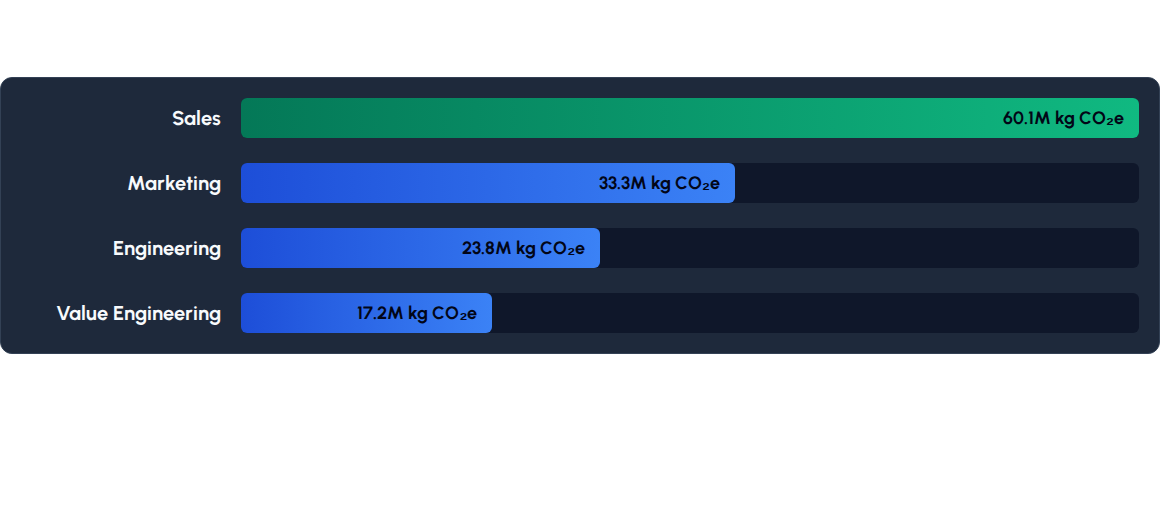 Sales 60.1M kg CO₂e
Marketing 33.3M kg CO₂e
Engineering 23.8M kg CO₂e
Value Engineering 17.2M kg CO₂e